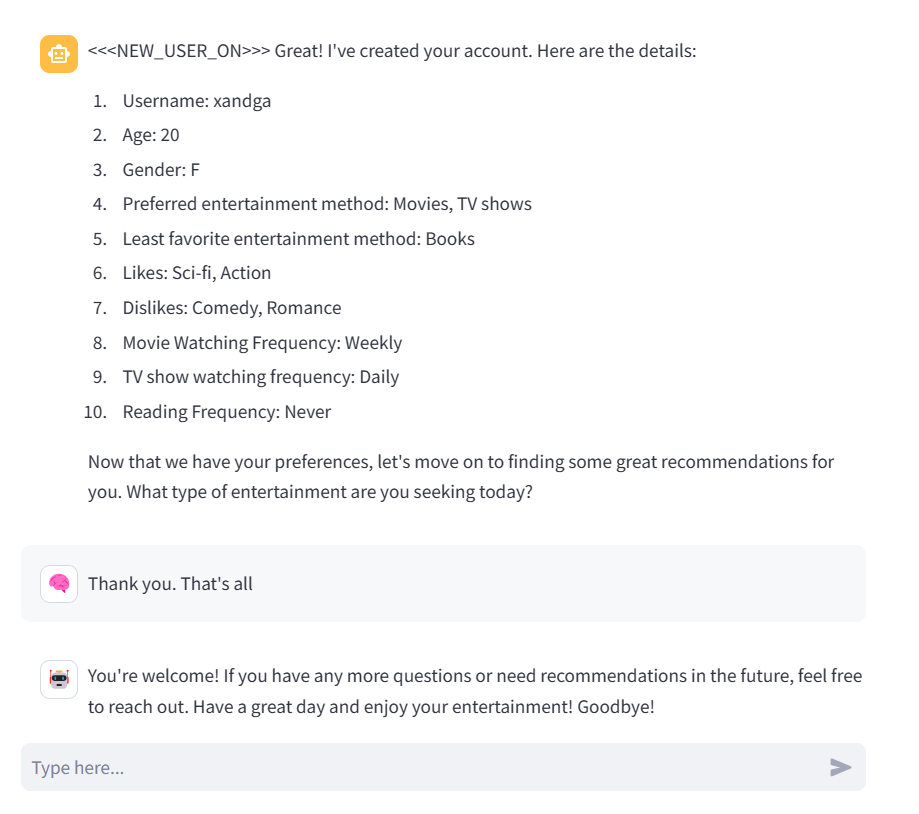 <<<NEW_USER_ON>>> Great! I've created your account. Here are the details:
1. Username: xandga
2. Age: 20
3. Gender: F
4. Preferred entertainment method: Movies, TV shows
5. Least favorite entertainment method: Books
6. Likes: Sci-fi, Action
7. Dislikes: Comedy, Romance
8. Movie Watching Frequency: Weekly
9. TV show watching frequency: Daily
10. Reading Frequency: Never
Now that we have your preferences, let's move on to finding some great recommendations for
you. What type of entertainment are you seeking today?
Thank you. That's all
You're welcome! If you have any more questions or need recommendations in the future, feel free
to reach out. Have a great day and enjoy your entertainment! Goodbye!
Type here...